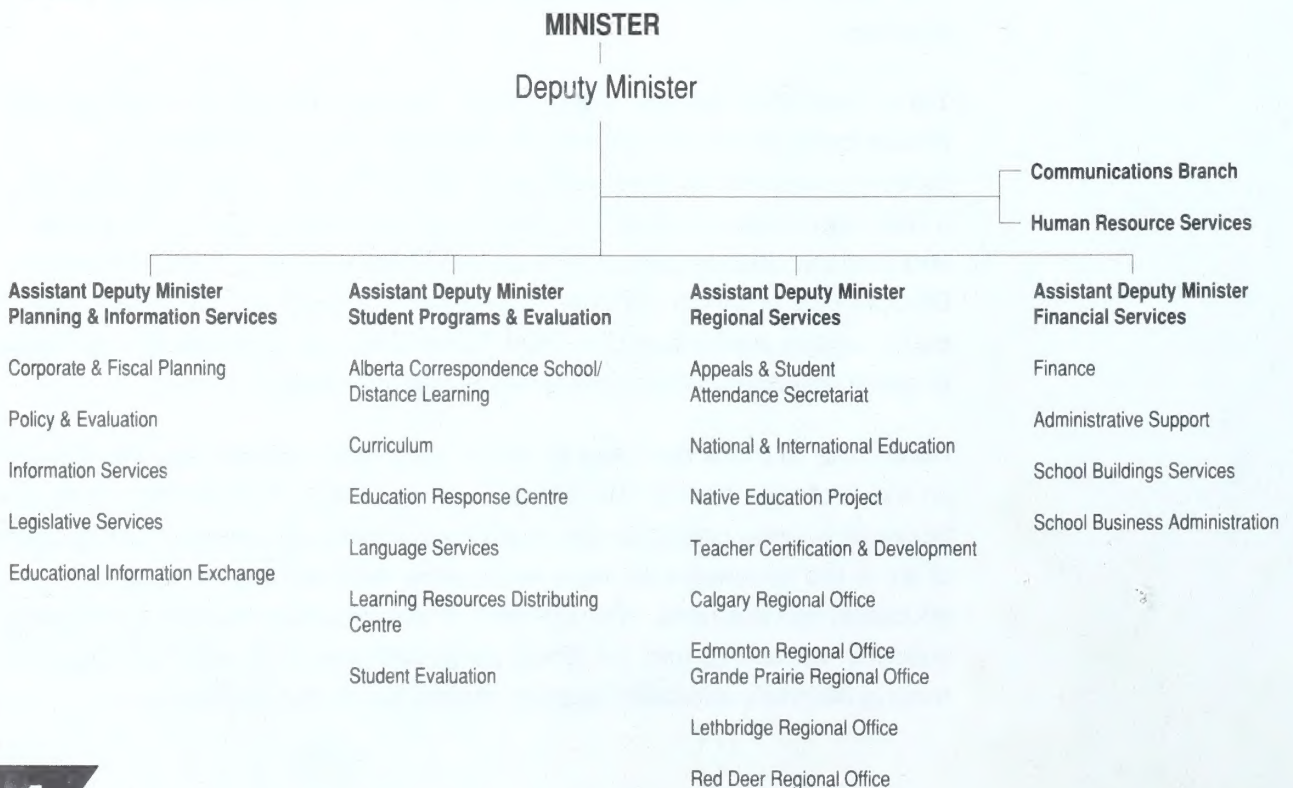 MINISTER
Deputy Minister
Communications Branch
Human Resource Services
Assistant Deputy Minister
Planning & Information Services
Corporate & Fiscal Planning
Policy & Evaluation
Information Services
Legislative Services
Educational Information Exchange
Assistant Deputy Minister
Student Programs & Evaluation
Alberta Correspondence School/
Distance Learning
Curriculum
Education Response Centre
Language Services
Learning Resources Distributing
Centre
Student Evaluation
Assistant Deputy Minister
Regional Services
Appeals & Student
Attendance Secretariat
National & International Education
Native Education Project
Teacher Certification & Development
Calgary Regional Office
Edmonton Regional Office
Grande Prairie Regional Office
Lethbridge Regional Office
Red Deer Regional Office
Assistant Deputy Minister
Financial Services
Finance
Administrative Support
School Buildings Services
School Business Administration